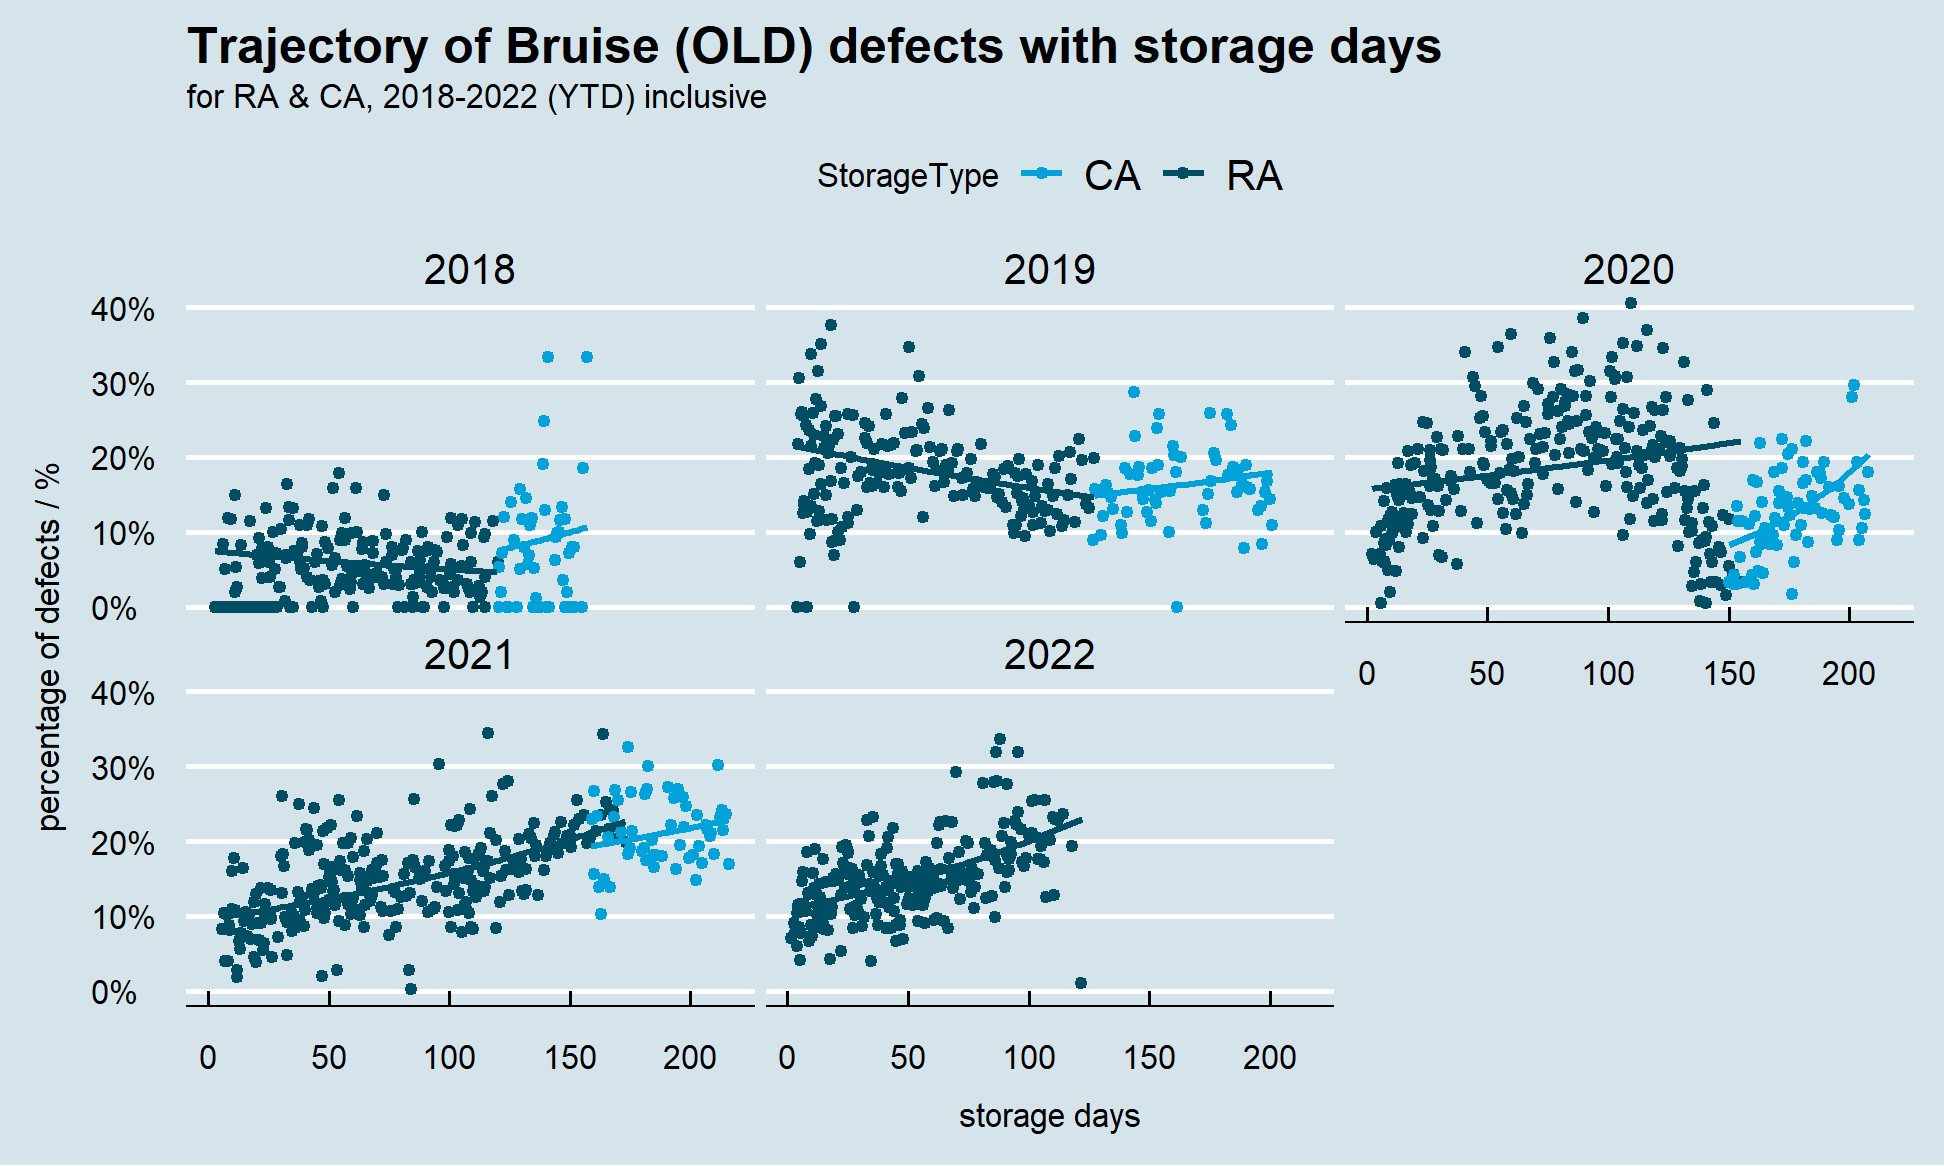 Trajectory of Bruise (OLD) defects with storage days
for RA & CA, 2018-2022 (YTD) inclusive
StorageType CA RA
2018 2019 2020
40%
30%
20%
10%
0%
0 50 100 150 200
2021 2022
40%
30%
20%
10%
0%
0 50 100 150 200 0 50 100 150 200
storage days
percentage of defects / %